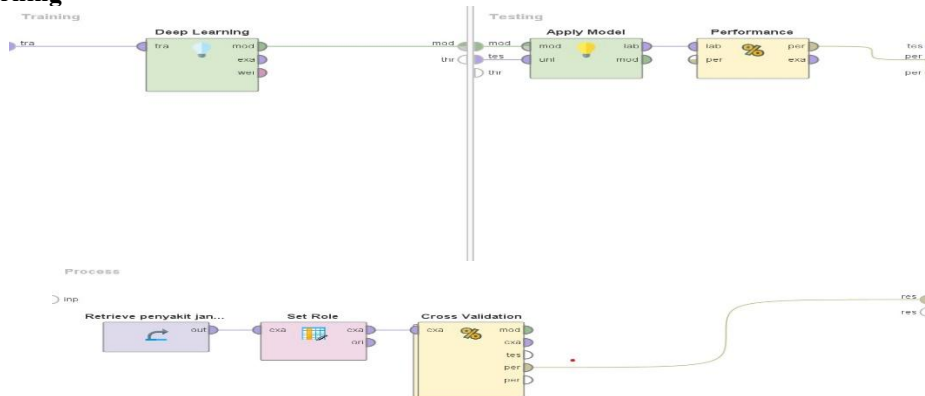 Training Testing
Deep Learning Apply Model Performance
tra tra mod mod mod mod lab lab per tes
exa thr tes unl mod per exa per
wei thr per
Process
inp res
Retrieve penyakit jan... Set Role Cross Validation res
out exa exa exa mod
ori exa
tes
per
per